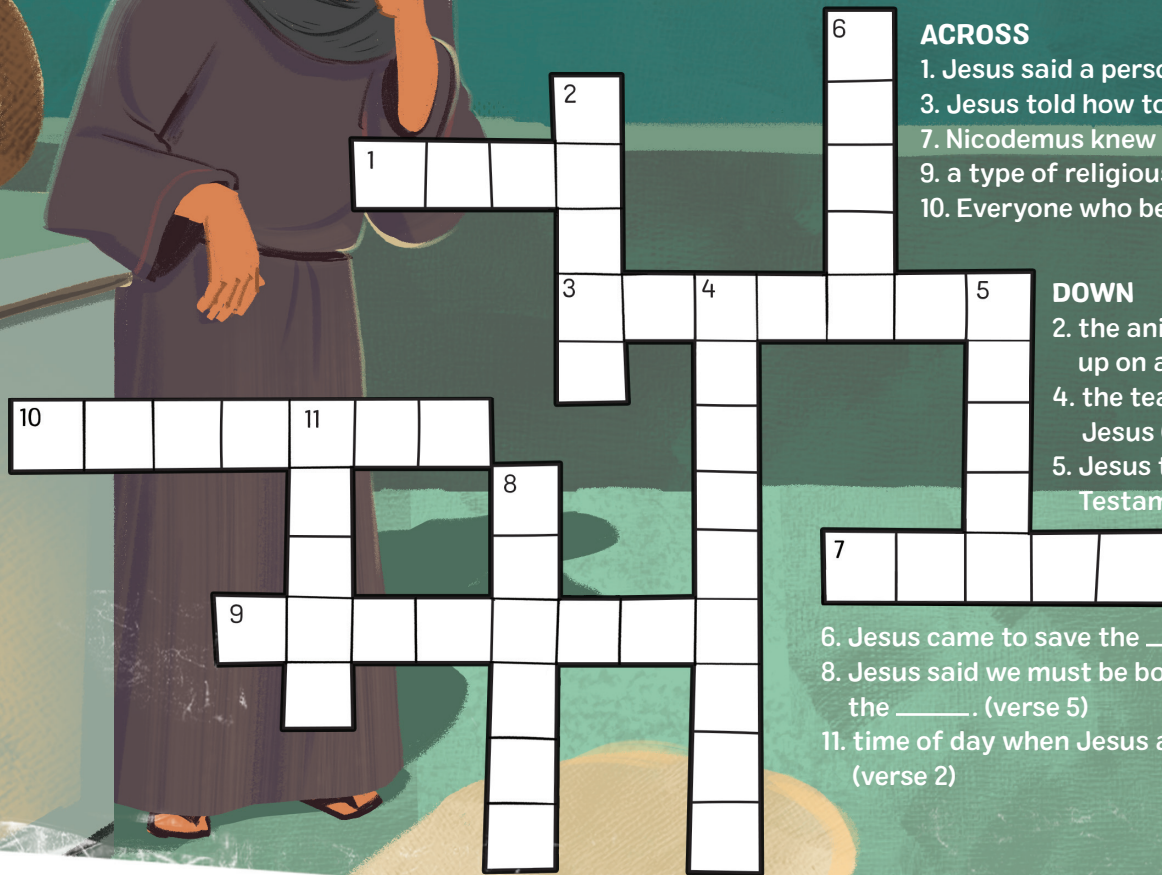 6
2
1
3
4
5
10
11
8
7
9
ACROSS
1. Jesus said a perso
3. Jesus told how to
7. Nicodemus knew
9. a type of religious
10. Everyone who be
DOWN
2. the ani
up on a
4. the tea
Jesus
5. Jesus t
Testam
6. Jesus came to save the _
8. Jesus said we must be bo
the _____. (verse 5)
11. time of day when Jesus a
(verse 2)